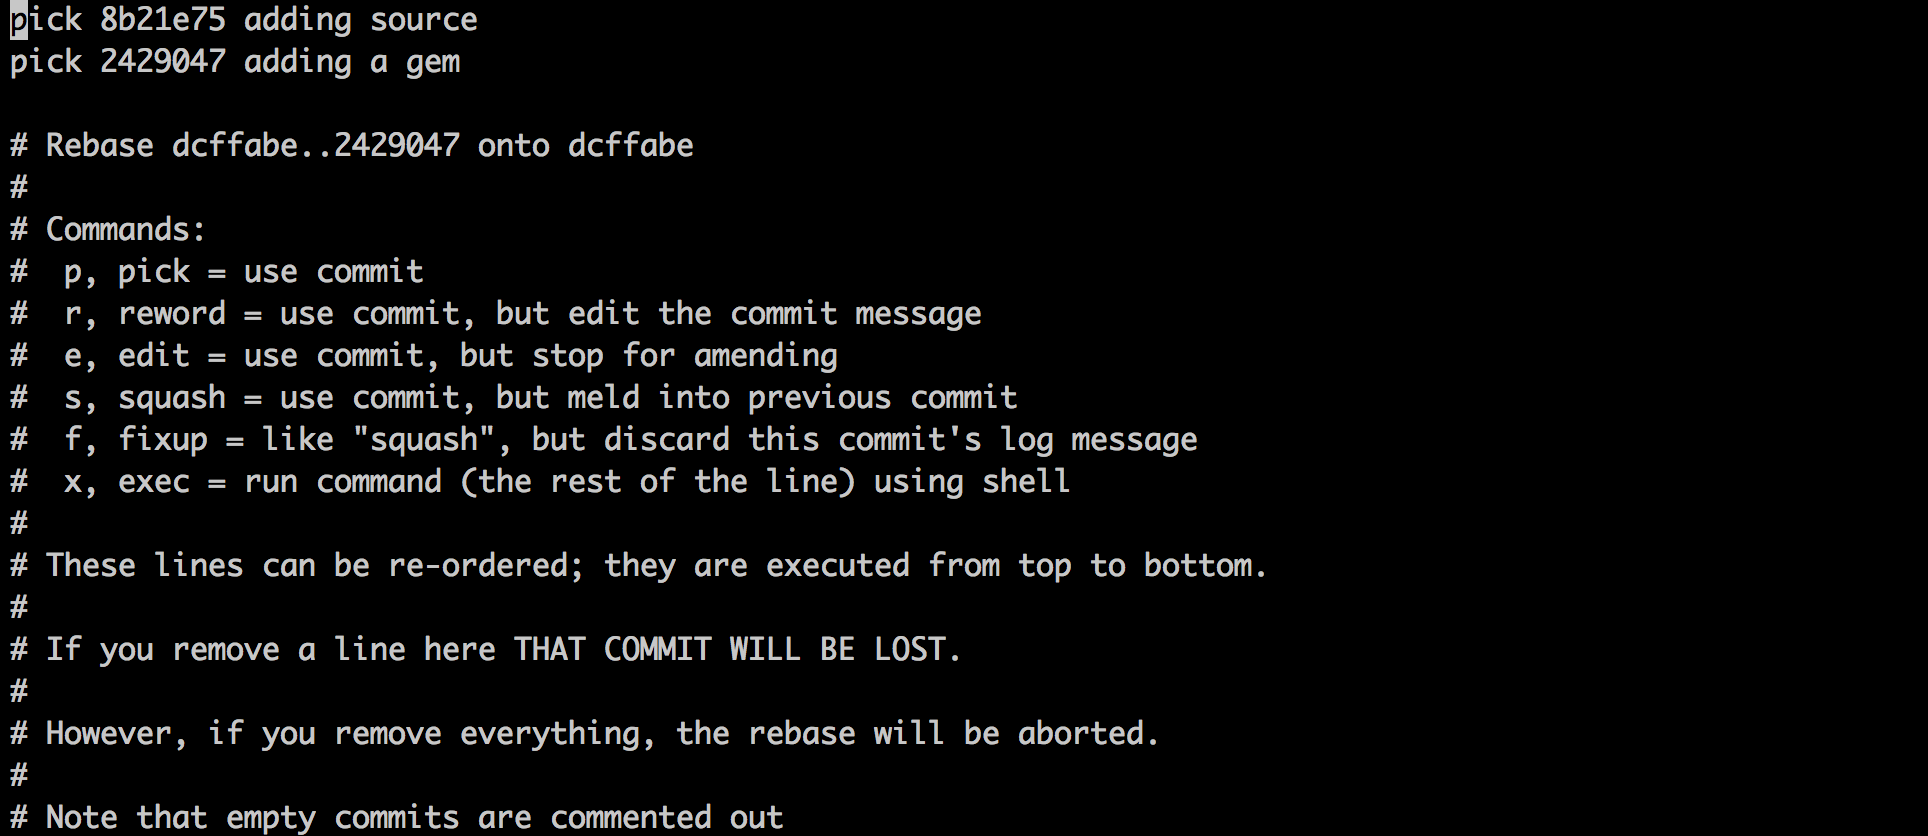 pick 8b21e75 adding source
pick 2429047 adding a gem

# Rebase dcffabe..2429047 onto dcffabe
#
# Commands:
#  p, pick = use commit
#  r, reword = use commit, but edit the commit message
#  e, edit = use commit, but stop for amending
#  s, squash = use commit, but meld into previous commit
#  f, fixup = like "squash", but discard this commit's log message
#  x, exec = run command (the rest of the line) using shell
#
# These lines can be re-ordered; they are executed from top to bottom.
#
# If you remove a line here THAT COMMIT WILL BE LOST.
#
# However, if you remove everything, the rebase will be aborted.
#
# Note that empty commits are commented out